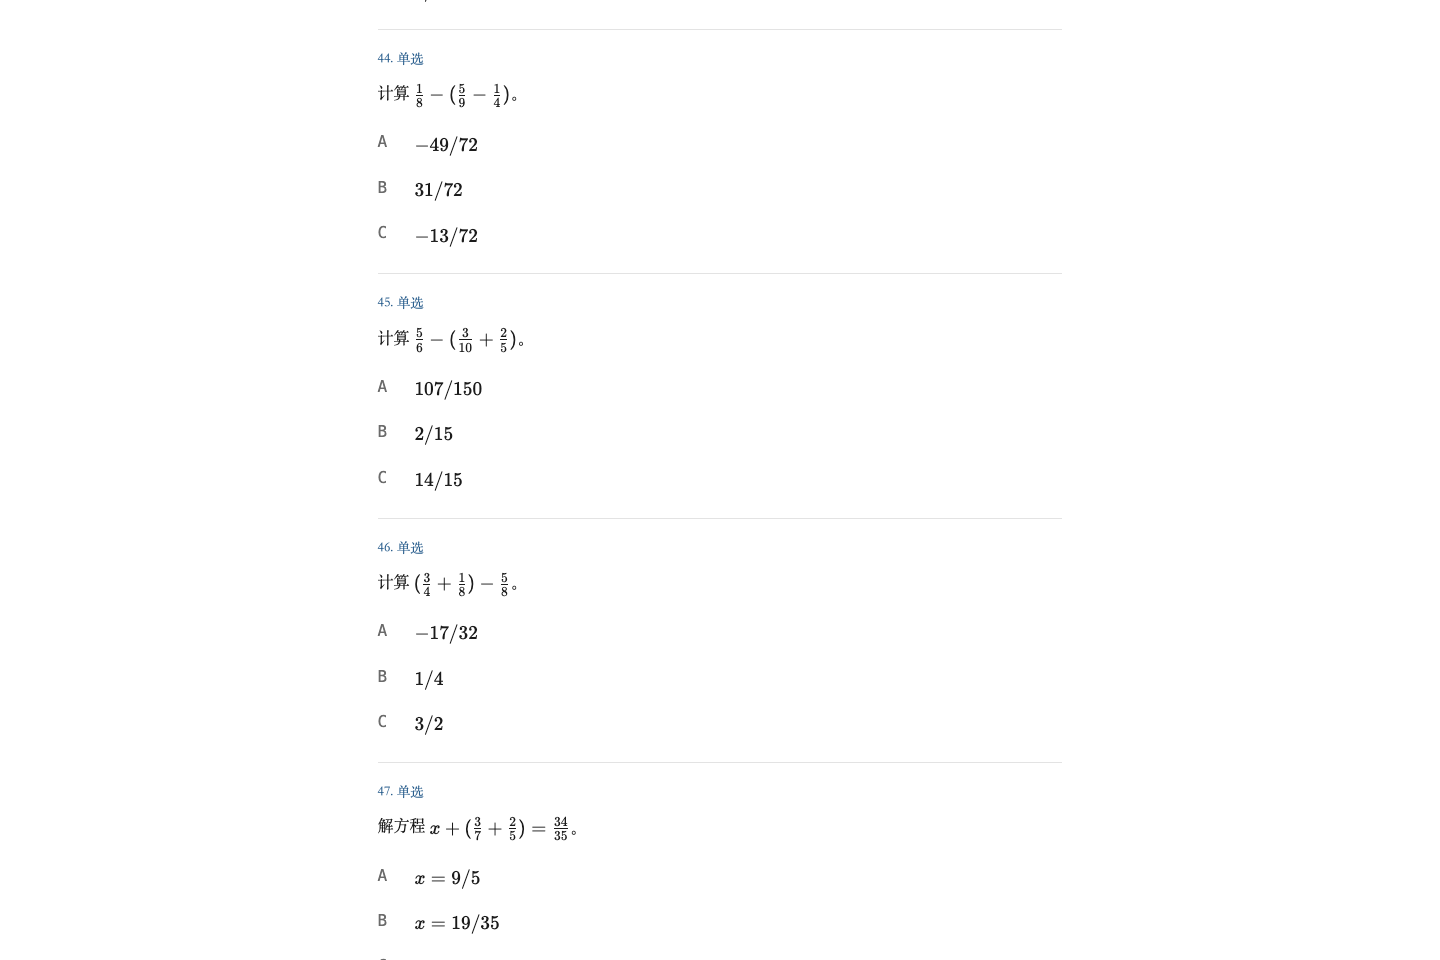 44. 单选
计算 1/8 − (5/9 − 1/4)。
A −49/72
B 31/72
C −13/72
45. 单选
计算 5/6 − (3/10 + 2/5)。
A 107/150
B 2/15
C 14/15
46. 单选
计算 (3/4 + 1/8) − 5/8。
A −17/32
B 1/4
C 3/2
47. 单选
解方程 x + (3/7 + 2/5) = 34/35。
A x = 9/5
B x = 19/35